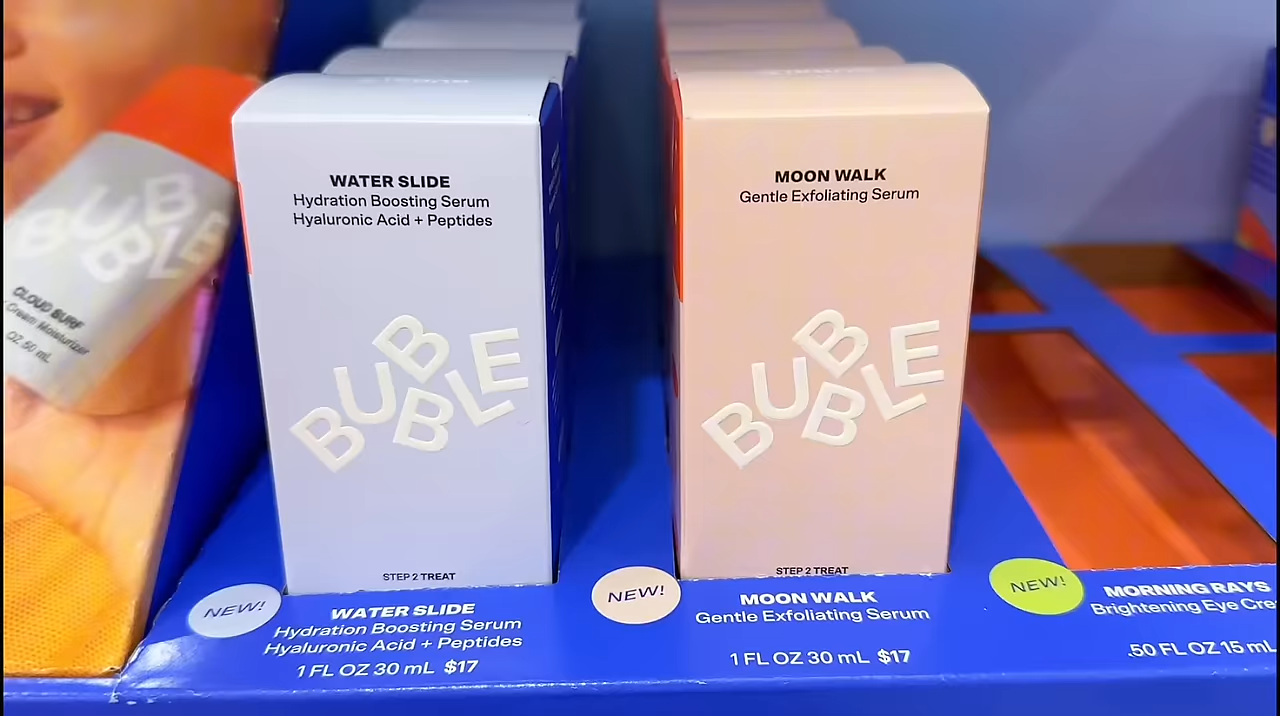 BUBBLE
CLOUD SURF
Cream Moisturizer
OZ 50 mL
WATER SLIDE
Hydration Boosting Serum
Hyaluronic Acid + Peptides
BUBBLE
STEP 2 TREAT
MOON WALK
Gentle Exfoliating Serum
BUBBLE
STEP 2 TREAT
NEW!
WATER SLIDE
Hydration Boosting Serum
Hyaluronic Acid + Peptides
1 FL OZ 30 mL $17
NEW!
MOON WALK
Gentle Exfoliating Serum
1 FL OZ 30 mL $17
NEW!
MORNING RAYS
Brightening Eye Cre
.50 FL OZ 15 mL